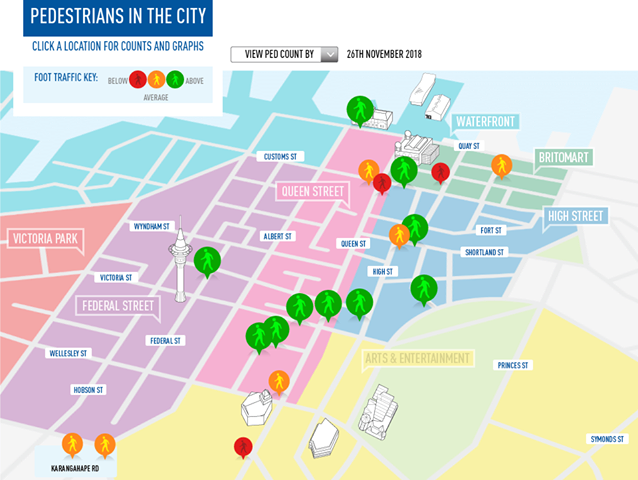 PEDESTRIANS IN THE CITY
CLICK A LOCATION FOR COUNTS AND GRAPHS
VIEW PED COUNT BY
26TH NOVEMBER 2018
FOOT TRAFFIC KEY:
BELOW
ABOVE
AVERAGE
WATERFRONT
QUAY ST
BRITOMART
CUSTOMS ST
QUEEN STREET
HIGH STREET
WYNDHAM ST
FORT ST
VICTORIA PARK
ALBERT ST
QUEEN ST
SHORTLAND ST
HIGH ST
VICTORIA ST
FEDERAL STREET
FEDERAL ST
WELLESLEY ST
ARTS & ENTERTAINMENT
PRINCES ST
HOBSON ST
SYMONDS ST
KARANGAHAPE RD